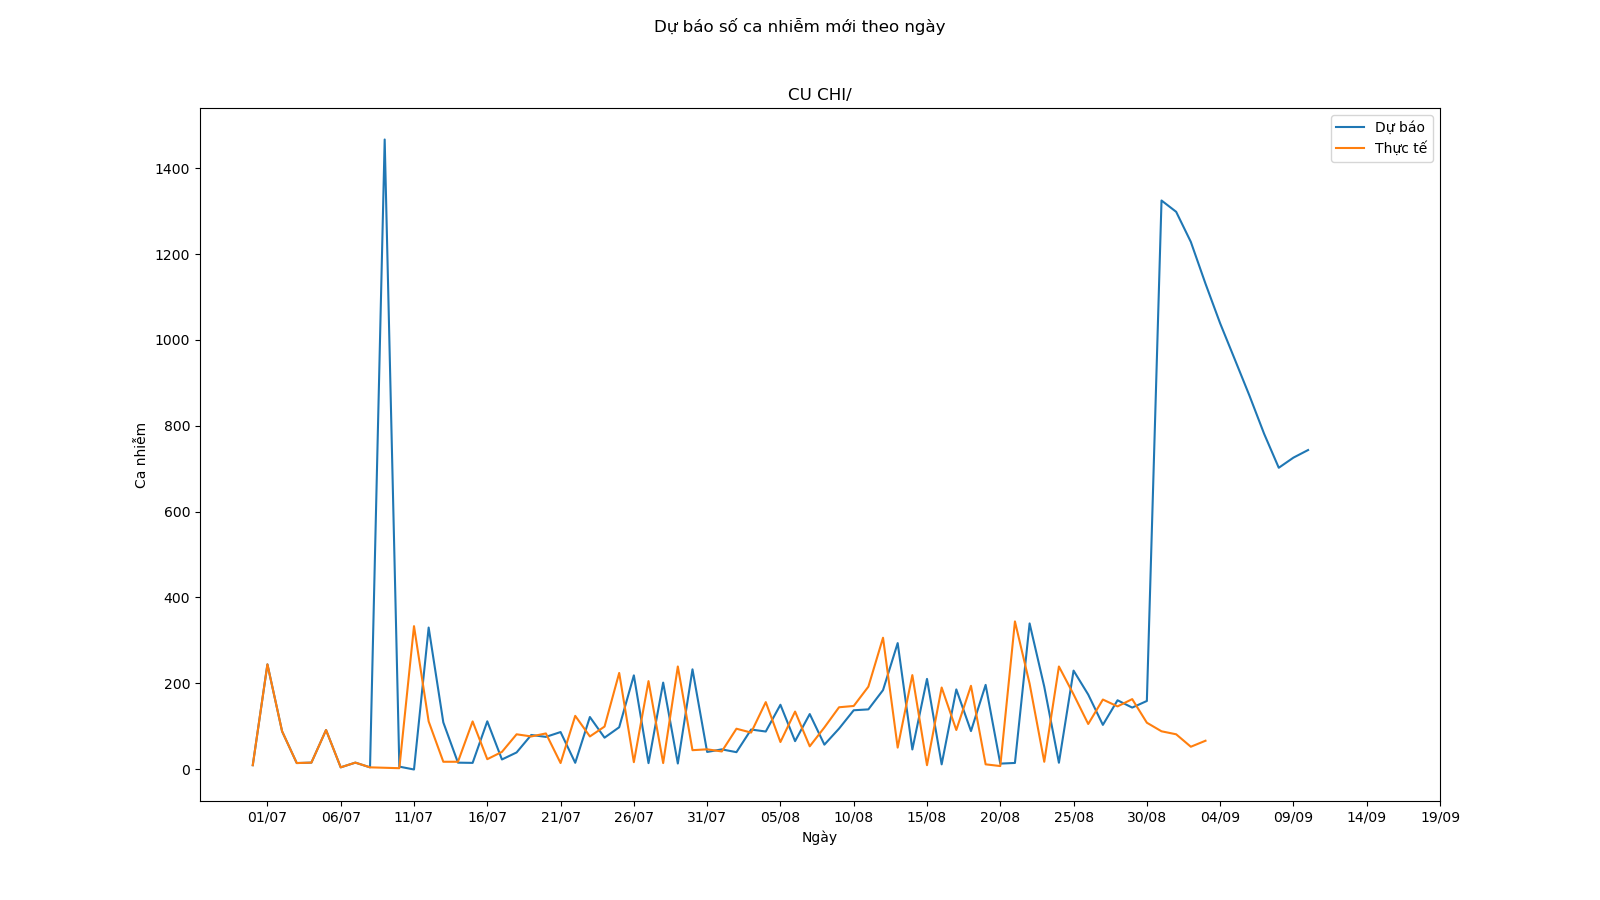 Dự báo số ca nhiễm mới theo ngày
CU CHI/
Dự báo
Thực tế
1400
1200
1000
800
600
400
200
0
Ca nhiễm
01/07 06/07 11/07 16/07 21/07 26/07 31/07 05/08 10/08 15/08 20/08 25/08 30/08 04/09 09/09 14/09 19/09
Ngày